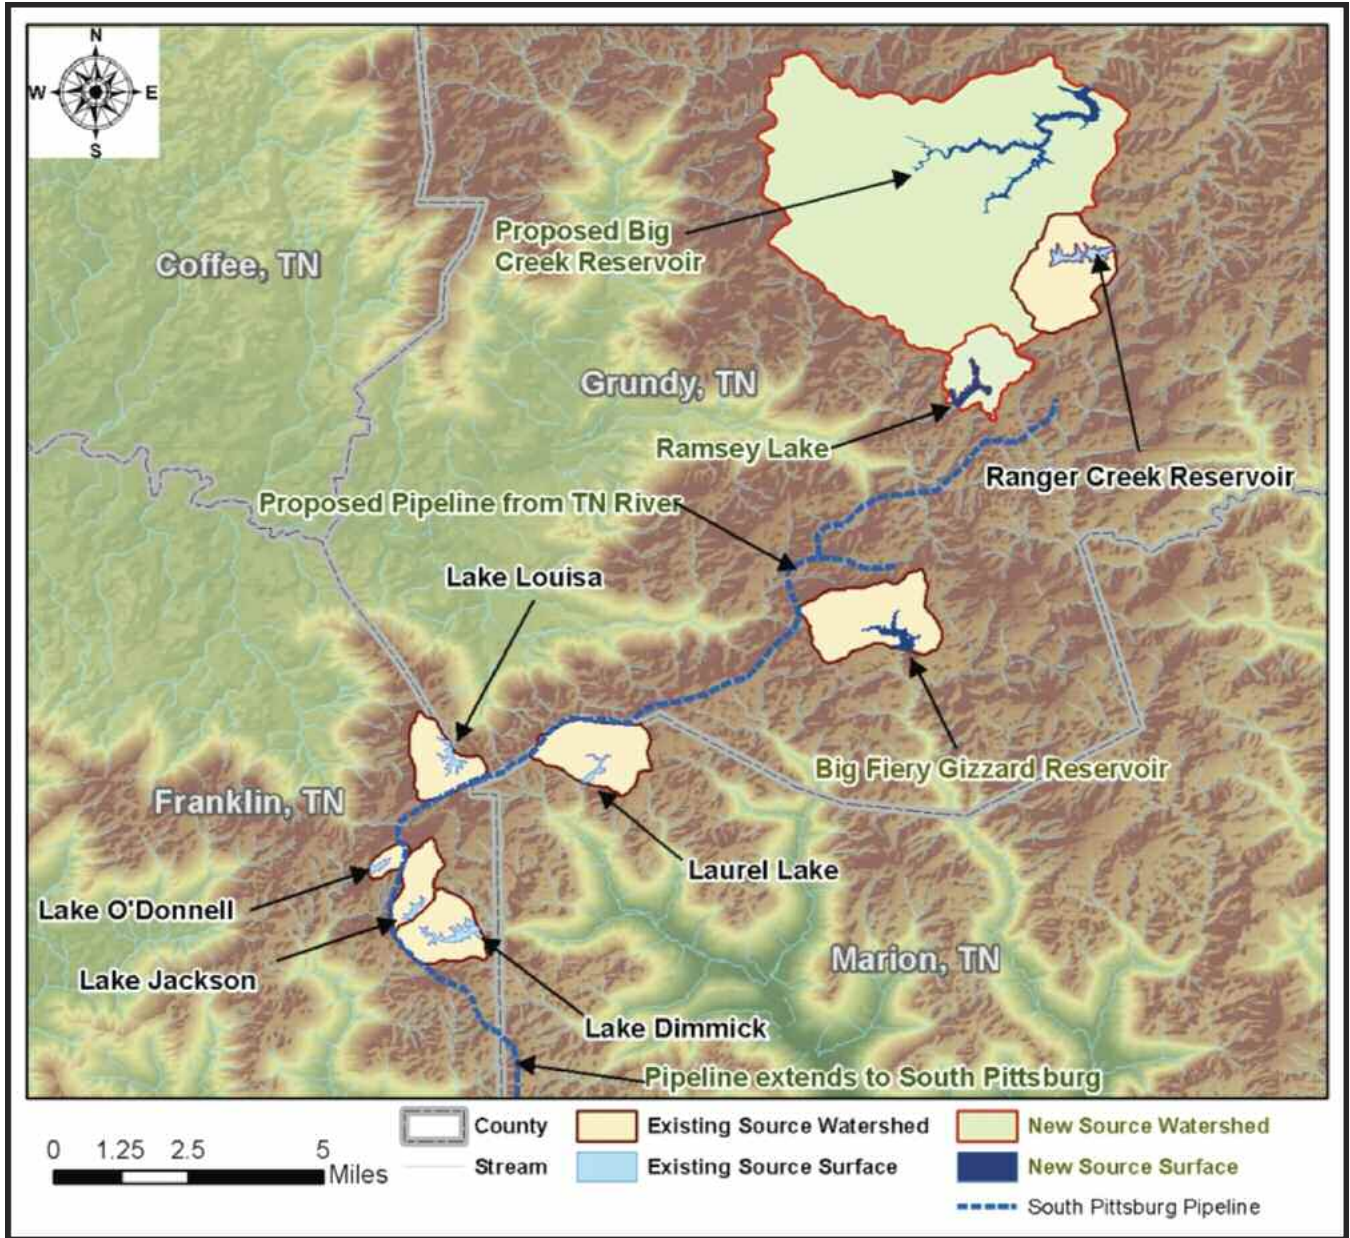 N
W E
S
Proposed Big
Creek Reservoir
Coffee, TN
Grundy, TN
Ramsey Lake
Ranger Creek Reservoir
Proposed Pipeline from TN River
Lake Louisa
Big Fiery Gizzard Reservoir
Franklin, TN
Laurel Lake
Lake O'Donnell
Marion, TN
Lake Jackson
Lake Dimmick
Pipeline extends to South Pittsburg
0 1.25 2.5 5
Miles
County
Stream
Existing Source Watershed
Existing Source Surface
New Source Watershed
New Source Surface
South Pittsburg Pipeline